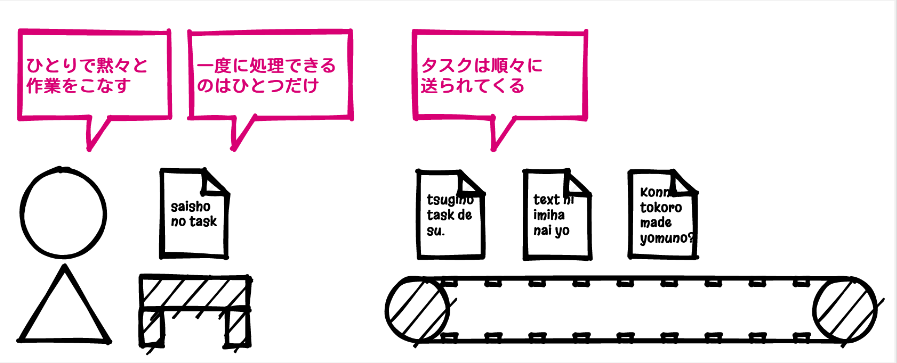 ひとりで黙々と
作業をこなす
一度に処理できる
のはひとつだけ
タスクは順々に
送られてくる
saisho
no task
tsugino
task de
su.
text ni
imiha
nai yo
Konna
tokoro
made
yomuno?